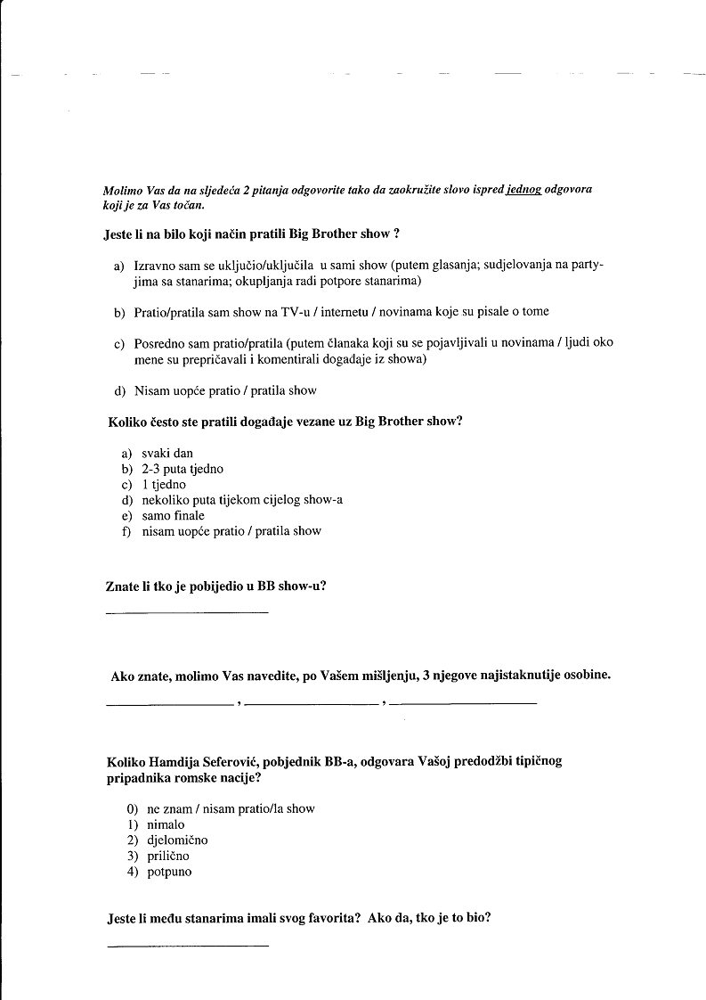 Molimo Vas da na sljedeća 2 pitanja odgovorite tako da zaokružite slovo ispred jednog odgovora
koji je za Vas točan.
Jeste li na bilo koji način pratili Big Brother show ?
a) Izravno sam se uključio/uključila u sami show (putem glasanja; sudjelovanja na party-
jima sa stanarima; okupljanja radi potpore stanarima)
b) Pratio/pratila sam show na TV-u / internetu / novinama koje su pisale o tome
c) Posredno sam pratio/pratila (putem članaka koji su se pojavljivali u novinama / ljudi oko
mene su prepričavali i komentirali događaje iz showa)
d) Nisam uopće pratio / pratila show
Koliko često ste pratili događaje vezane uz Big Brother show?
a) svaki dan
b) 2-3 puta tjedno
c) 1 tjedno
d) nekoliko puta tijekom cijelog show-a
e) samo finale
f) nisam uopće pratio / pratila show
Znate li tko je pobijedio u BB show-u?
Ako znate, molimo Vas navedite, po Vašem mišljenju, 3 njegove najistaknutije osobine.
, ,
Koliko Hamdija Seferović, pobjednik BB-a, odgovara Vašoj predodžbi tipičnog
pripadnika romske nacije?
0) ne znam / nisam pratio/la show
1) nimalo
2) djelomično
3) prilično
4) potpuno
Jeste li među stanarima imali svog favorita? Ako da, tko je to bio?